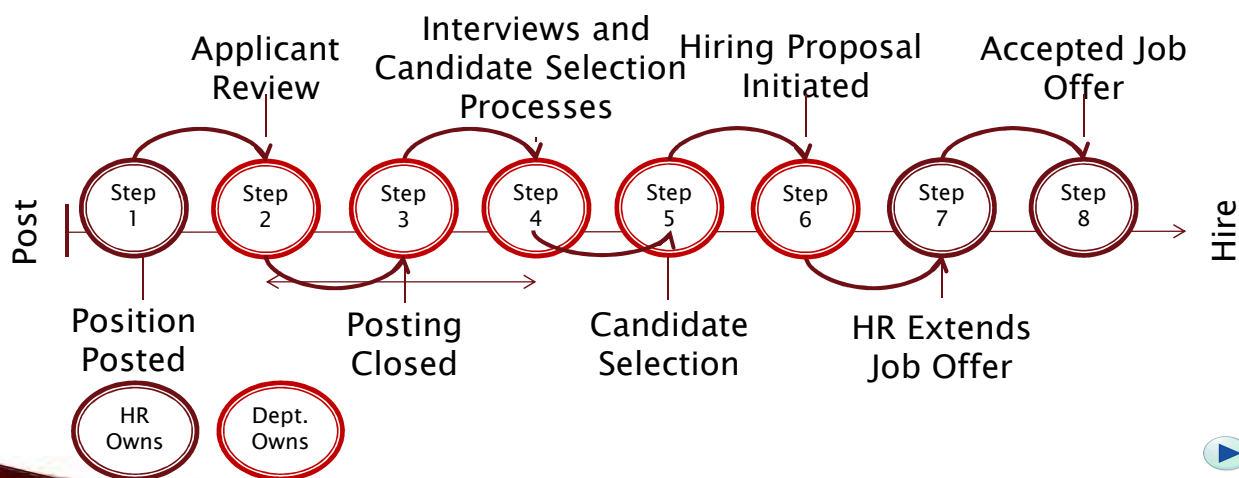 Applicant
Review
Interviews and
Candidate Selection
Processes
Hiring Proposal
Initiated
Accepted Job
Offer
Post
Step
1
Step
2
Step
3
Step
4
Step
5
Step
6
Step
7
Step
8
Hire
Position
Posted
Posting
Closed
Candidate
Selection
HR Extends
Job Offer
HR
Owns
Dept.
Owns